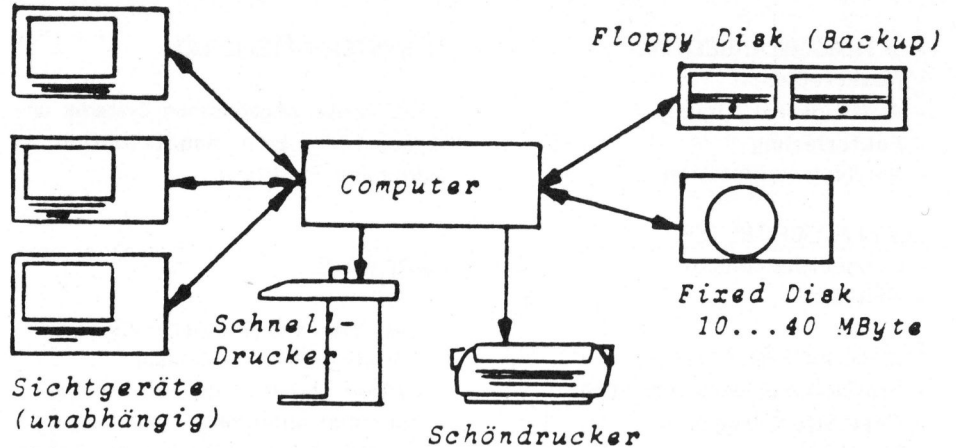 Floppy Disk (Backup)
Computer
Fixed Disk
10...40 MByte
Schnell-
Drucker
Sichtgeräte
(unabhängig)
Schöndrucker